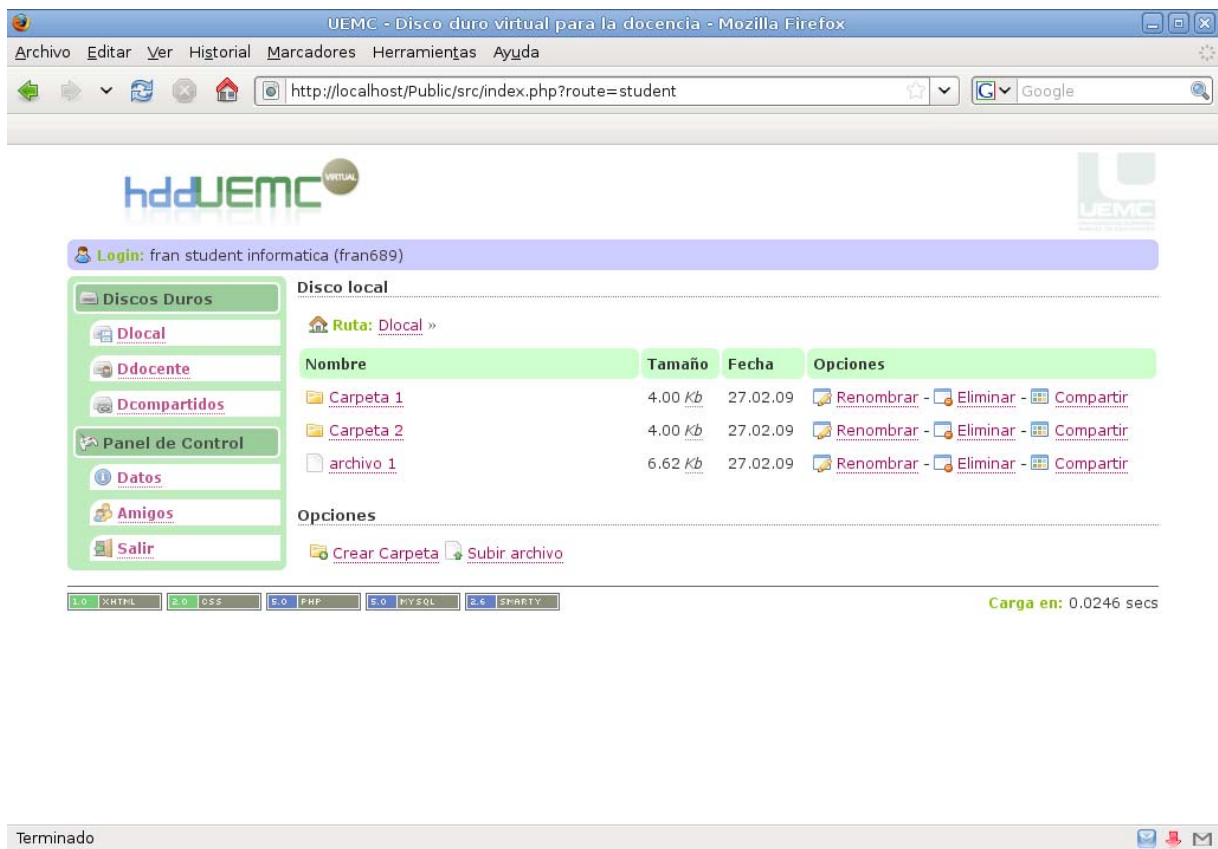 UEMC - Disco duro virtual para la docencia - Mozilla Firefox
Archivo Editar Ver Historial Marcadores Herramientas Ayuda
http://localhost/Public/src/index.php?route=student
Google
hddUEMC VIRTUAL
UEMC
Login: fran student informatica (fran689)
Discos Duros
Dlocal
Ddocente
Dcompartidos
Panel de Control
Datos
Amigos
Salir
Disco local
Ruta: Dlocal »
Nombre Tamaño Fecha Opciones
Carpeta 1 4.00 Kb 27.02.09 Renombrar - Eliminar - Compartir
Carpeta 2 4.00 Kb 27.02.09 Renombrar - Eliminar - Compartir
archivo 1 6.62 Kb 27.02.09 Renombrar - Eliminar - Compartir
Opciones
Crear Carpeta Subir archivo
1.0 XHTML 2.0 CSS 5.0 PHP 5.0 MYSQL 2.6 SMARTY
Carga en: 0.0246 secs
Terminado